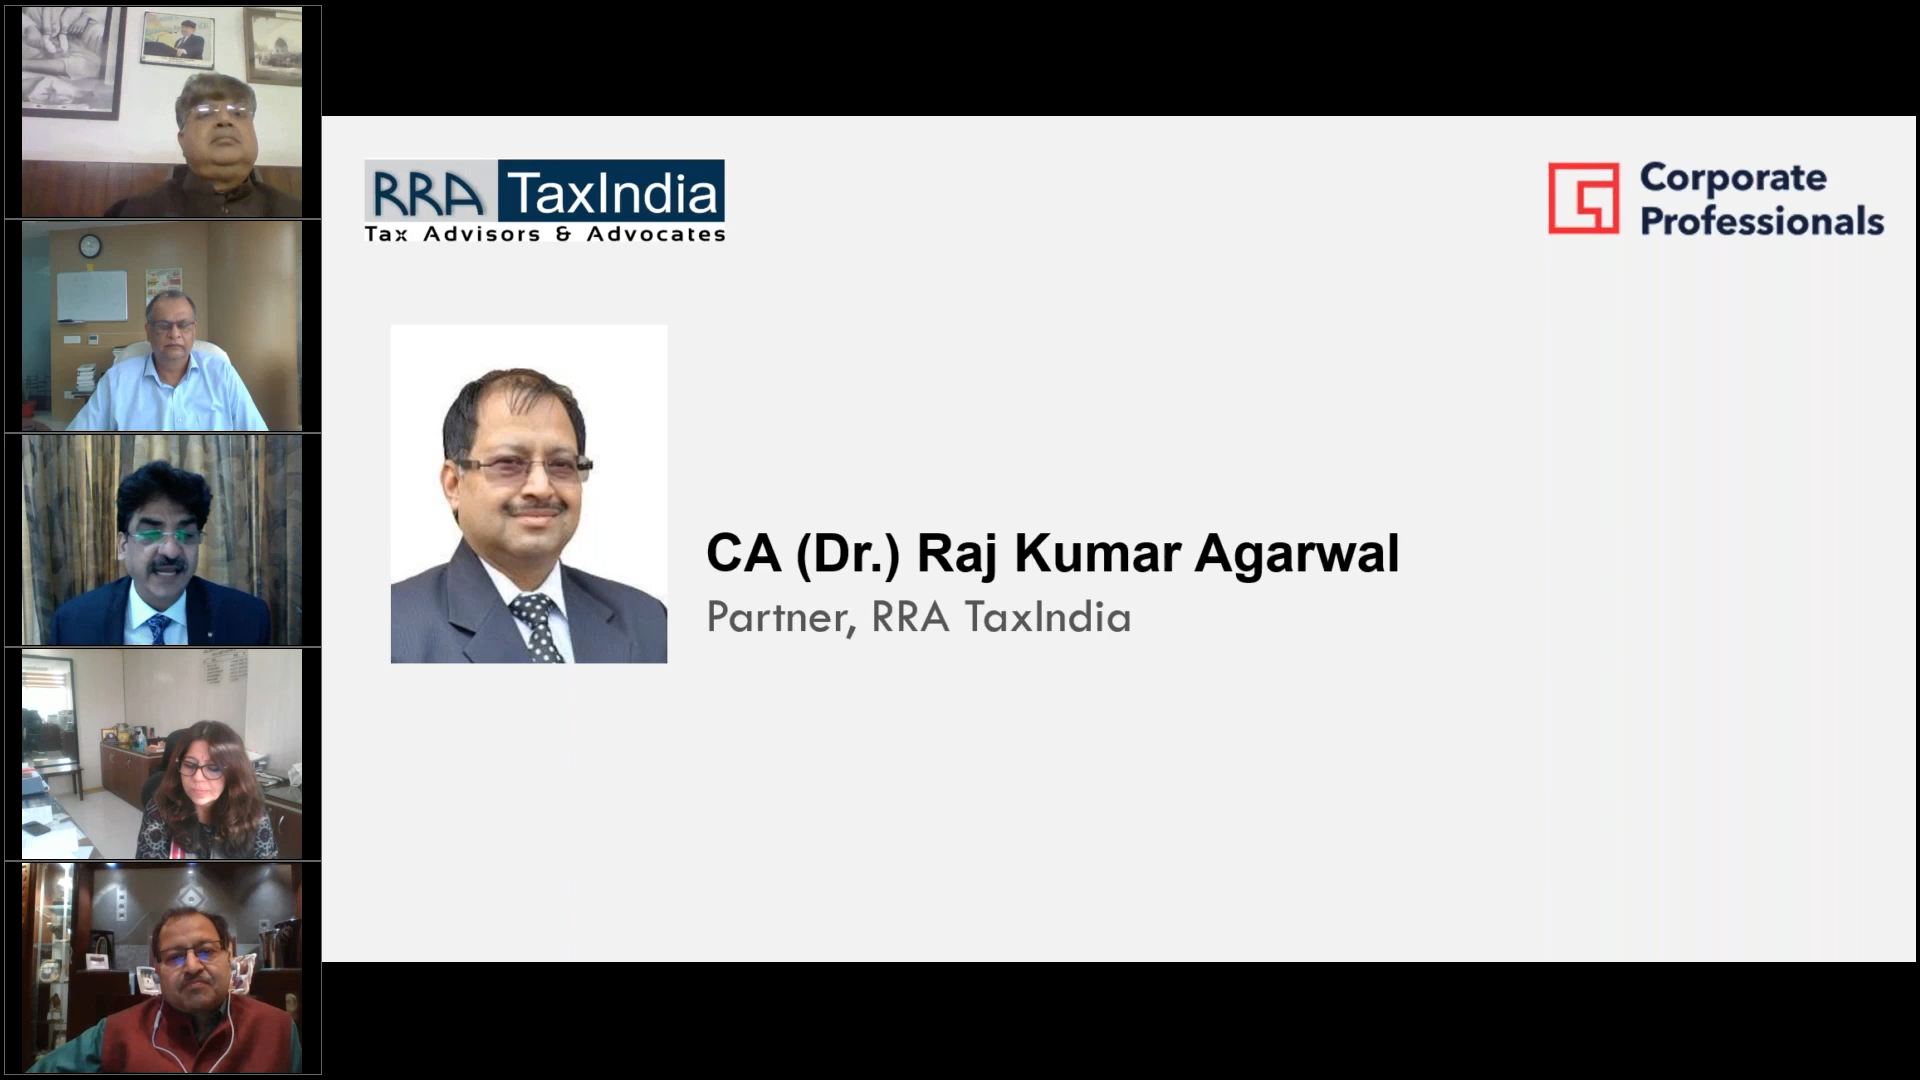 RRA TaxIndia
Tax Advisors & Advocates
Corporate
Professionals
CA (Dr.) Raj Kumar Agarwal
Partner, RRA TaxIndia